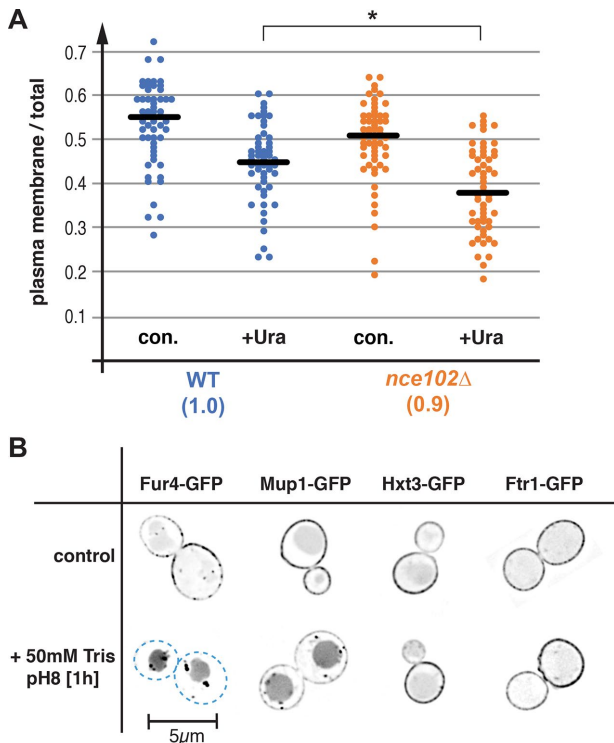 A
*
plasma membrane / total
0.7
0.6
0.5
0.4
0.3
0.2
0.1
con. +Ura con. +Ura
WT nce102Δ
(1.0) (0.9)
B
Fur4-GFP Mup1-GFP Hxt3-GFP Ftr1-GFP
control
+ 50mM Tris
pH8 [1h]
5μm